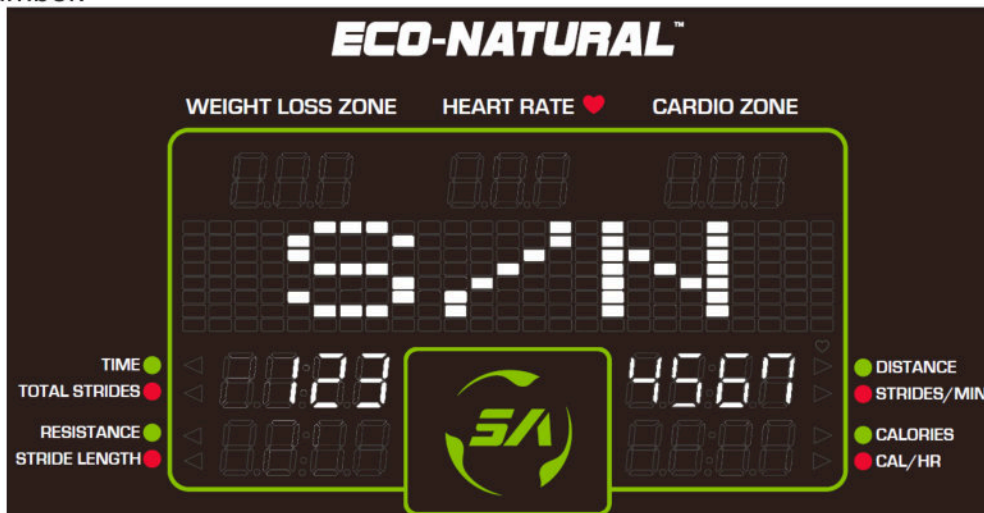 ECO-NATURAL™
WEIGHT LOSS ZONE HEART RATE CARDIO ZONE
S/N
TIME 123 4567 DISTANCE
TOTAL STRIDES STRIDES/MIN
RESISTANCE CALORIES
STRIDE LENGTH CAL/HR
SA